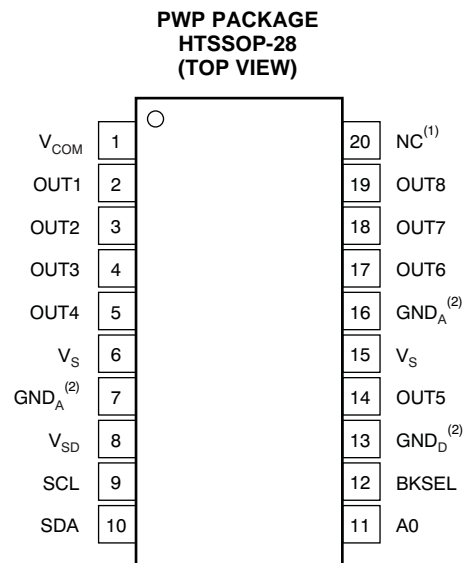 PWP PACKAGE
HTSSOP-28
(TOP VIEW)
V_COM 1 20 NC(1)
OUT1 2 19 OUT8
OUT2 3 18 OUT7
OUT3 4 17 OUT6
OUT4 5 16 GND_A(2)
V_S 6 15 V_S
GND_A(2) 7 14 OUT5
V_SD 8 13 GND_D(2)
SCL 9 12 BKSEL
SDA 10 11 A0